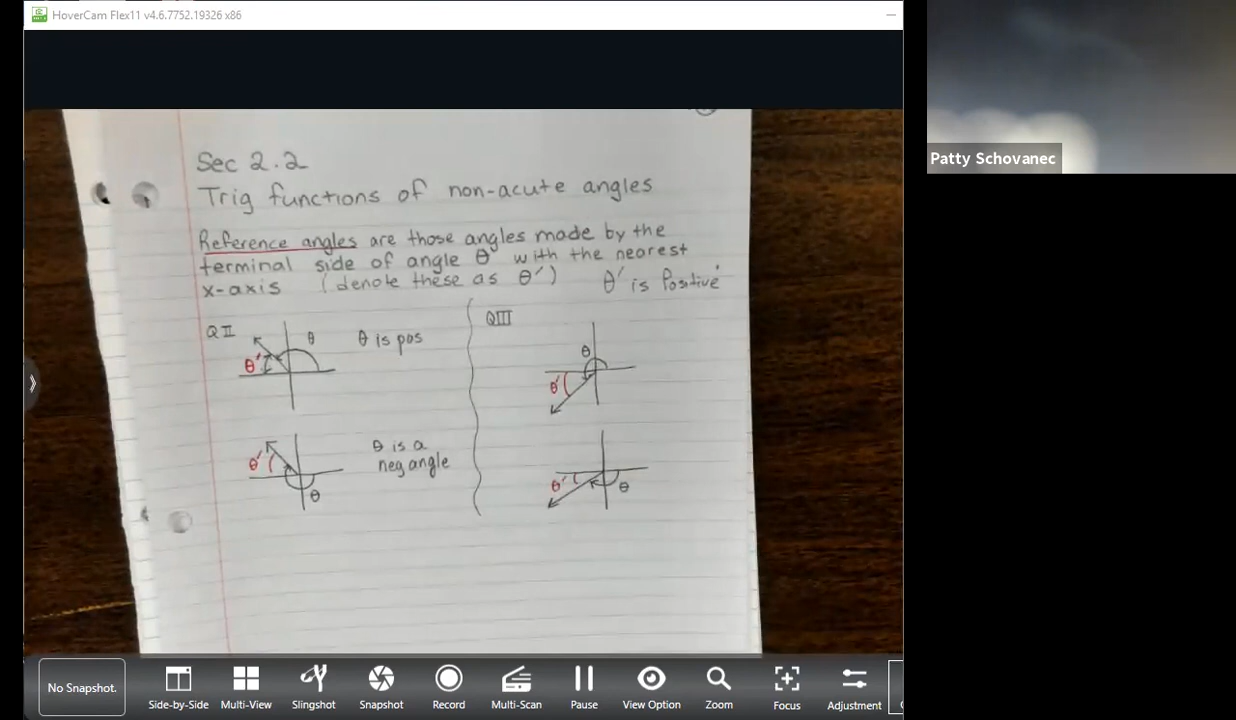 HoverCam Flex11 v4.6.7752.19326 x86
Patty Schovanec
Sec 2.2
Trig functions of non-acute angles
Reference angles are those angles made by the
terminal side of angle θ with the nearest
x-axis (denote these as θ′) θ′ is Positive
QII
θ
θ′
θ is pos
θ′
θ
θ is a
neg angle
QIII
θ
θ′
θ′
θ
No Snapshot.
Side-by-Side
Multi-View
Slingshot
Snapshot
Record
Multi-Scan
Pause
View Option
Zoom
Focus
Adjustment